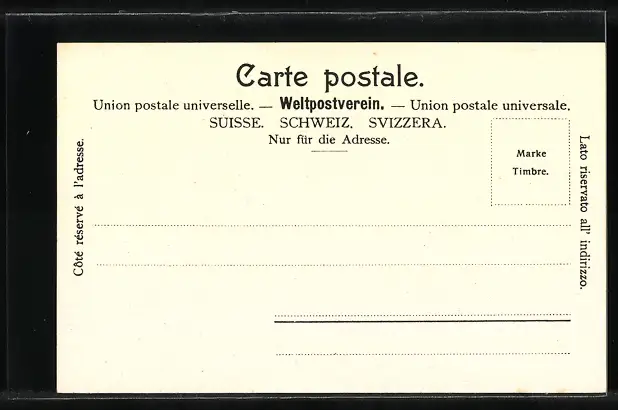 Carte postale.
Union postale universelle. — Weltpostverein. — Union postale universale.
SUISSE. SCHWEIZ. SVIZZERA.
Nur für die Adresse.
Marke
Timbre.
Côté réservé à l'adresse.
Lato riservato all' indirizzo.